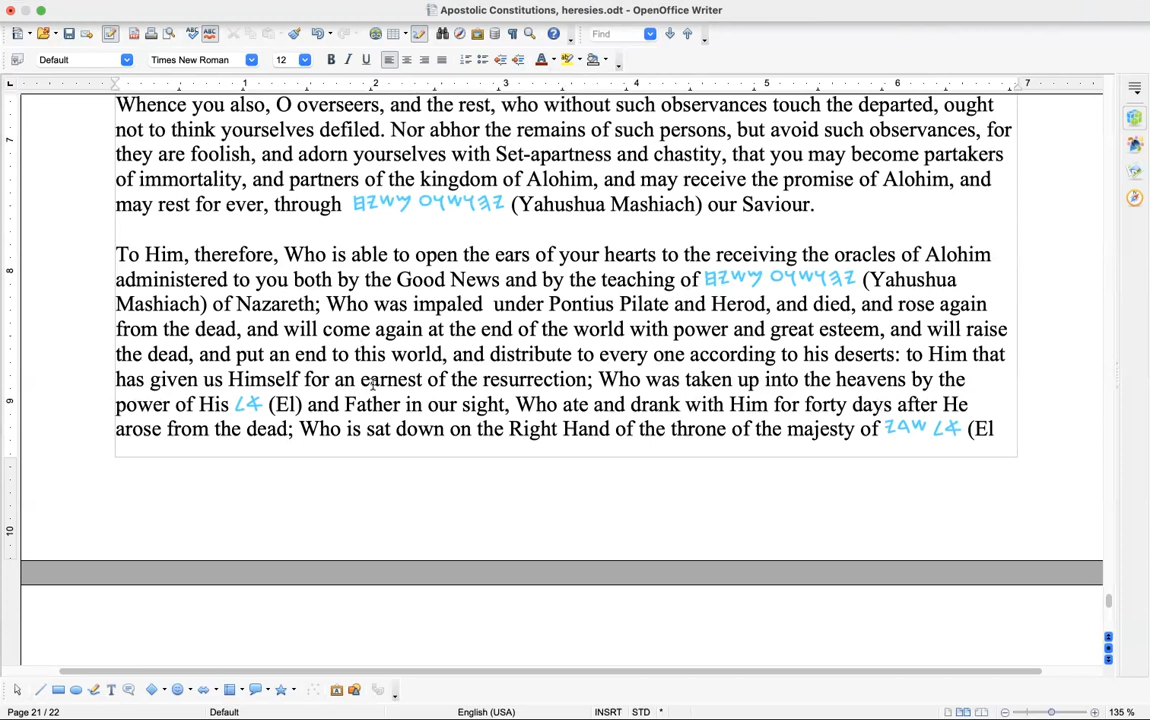 Apostolic Constitutions, heresies.odt - OpenOffice Writer
Find
Default
Times New Roman
12
1 2 3 4 5 6 7
Whence you also, O overseers, and the rest, who without such observances touch the departed, ought
not to think yourselves defiled. Nor abhor the remains of such persons, but avoid such observances, for
they are foolish, and adorn yourselves with Set-apartness and chastity, that you may become partakers
of immortality, and partners of the kingdom of Alohim, and may receive the promise of Alohim, and
may rest for ever, through (Yahushua Mashiach) our Saviour.
To Him, therefore, Who is able to open the ears of your hearts to the receiving the oracles of Alohim
administered to you both by the Good News and by the teaching of (Yahushua
Mashiach) of Nazareth; Who was impaled under Pontius Pilate and Herod, and died, and rose again
from the dead, and will come again at the end of the world with power and great esteem, and will raise
the dead, and put an end to this world, and distribute to every one according to his deserts: to Him that
has given us Himself for an earnest of the resurrection; Who was taken up into the heavens by the
power of His (El) and Father in our sight, Who ate and drank with Him for forty days after He
arose from the dead; Who is sat down on the Right Hand of the throne of the majesty of (El
Page 21 / 22
Default
English (USA)
INSRT
STD
*
135 %